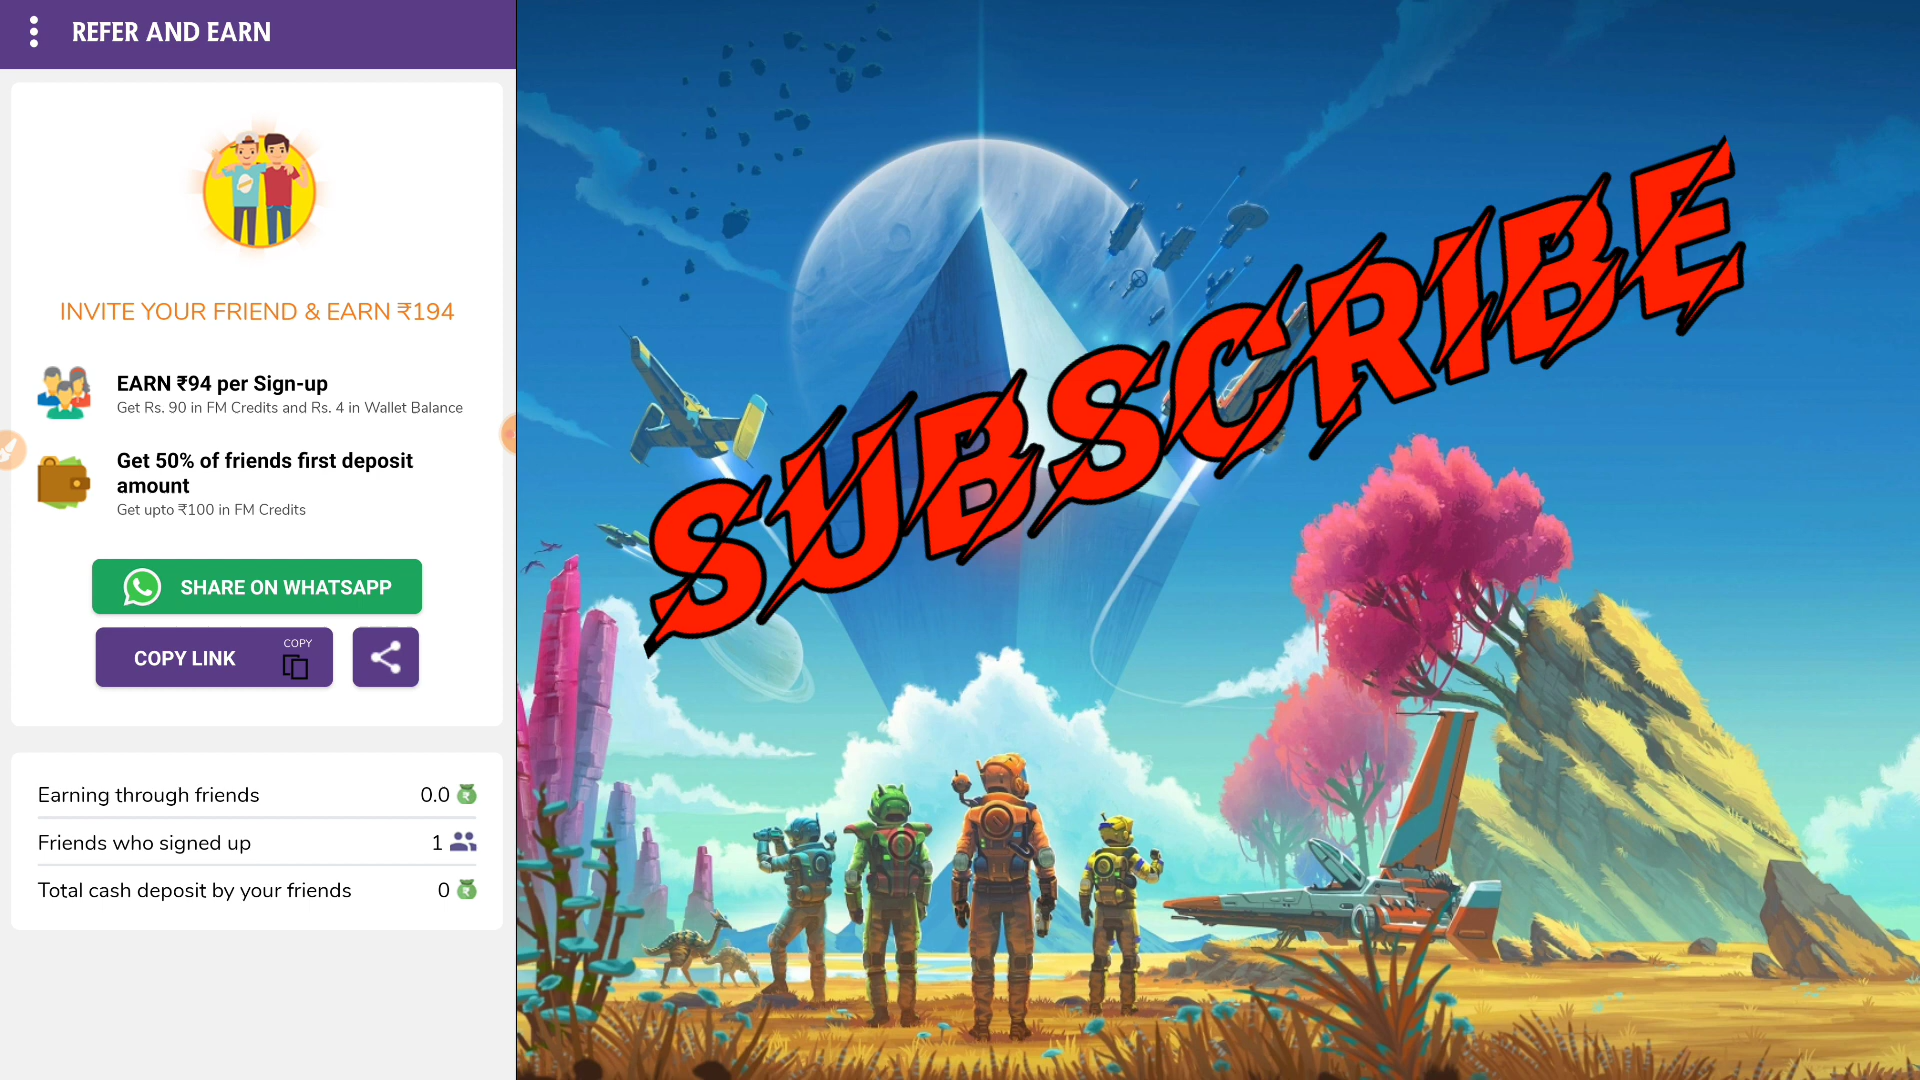 REFER AND EARN
INVITE YOUR FRIEND & EARN ₹194
EARN ₹94 per Sign-up
Get Rs. 90 in FM Credits and Rs. 4 in Wallet Balance
Get 50% of friends first deposit
amount
Get upto ₹100 in FM Credits
SHARE ON WHATSAPP
COPY LINK
COPY
Earning through friends 0.0
Friends who signed up 1
Total cash deposit by your friends 0
SUBSCRIBE